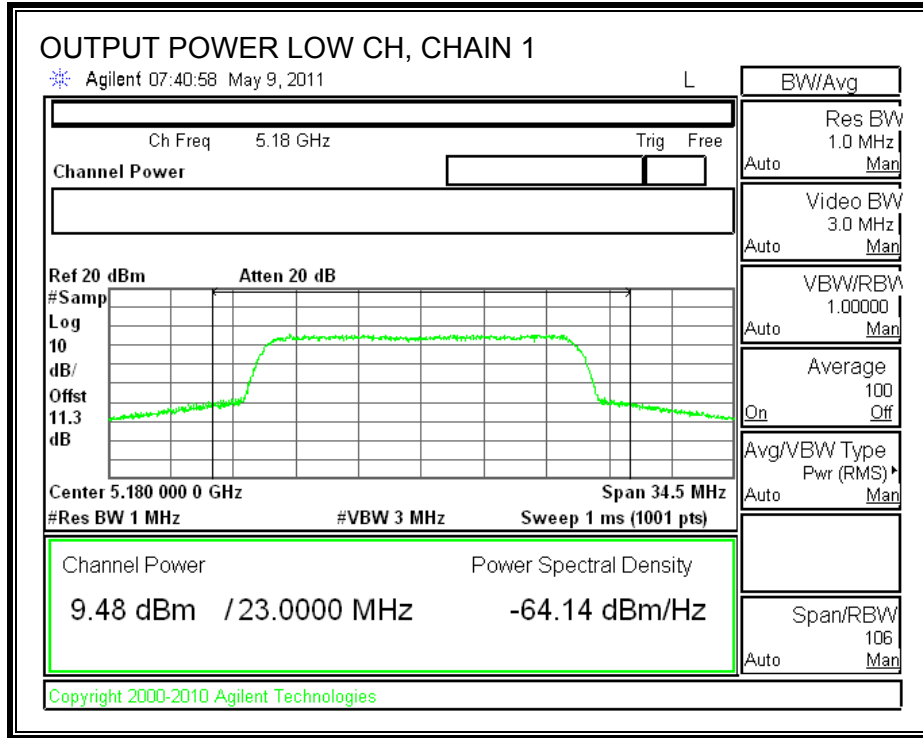 OUTPUT POWER LOW CH, CHAIN 1
Agilent 07:40:58 May 9, 2011 L
Ch Freq 5.18 GHz Trig Free
Channel Power
Ref 20 dBm Atten 20 dB
#Samp
Log
10
dB/
Offst
11.3
dB
Center 5.180 000 0 GHz Span 34.5 MHz
#Res BW 1 MHz #VBW 3 MHz Sweep 1 ms (1001 pts)
Channel Power Power Spectral Density
9.48 dBm / 23.0000 MHz -64.14 dBm/Hz
Copyright 2000-2010 Agilent Technologies
BW/Avg
Res BW
1.0 MHz
Auto Man
Video BW
3.0 MHz
Auto Man
VBW/RBW
1.00000
Auto Man
Average
100
On Off
Avg/VBW Type
Pwr (RMS)
Auto Man
Span/RBW
106
Auto Man